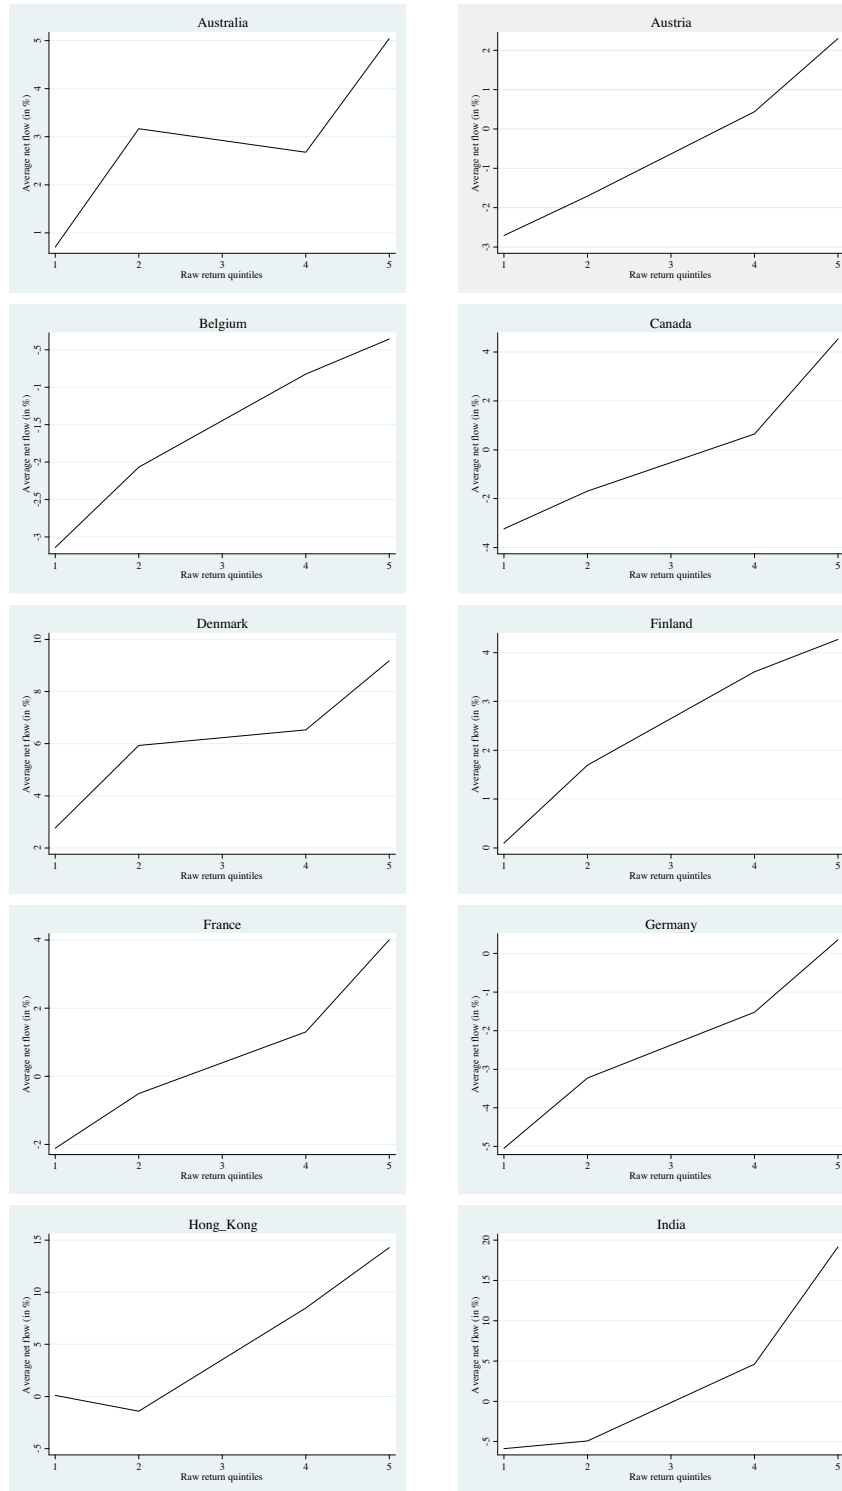 Australia
Average net flow (in %)
5
4
3
2
1
1 2 3 4 5
Raw return quintiles
Austria
Average net flow (in %)
2
1
0
-1
-2
-3
1 2 3 4 5
Raw return quintiles
Belgium
Average net flow (in %)
-.5
-1
-1.5
-2
-2.5
-3
1 2 3 4 5
Raw return quintiles
Canada
Average net flow (in %)
4
2
0
-2
-4
1 2 3 4 5
Raw return quintiles
Denmark
Average net flow (in %)
10
8
6
4
2
1 2 3 4 5
Raw return quintiles
Finland
Average net flow (in %)
4
3
2
1
0
1 2 3 4 5
Raw return quintiles
France
Average net flow (in %)
4
2
0
-2
1 2 3 4 5
Raw return quintiles
Germany
Average net flow (in %)
0
-1
-2
-3
-4
-5
1 2 3 4 5
Raw return quintiles
Hong_Kong
Average net flow (in %)
15
10
5
0
-5
1 2 3 4 5
Raw return quintiles
India
Average net flow (in %)
20
15
10
5
0
-5
1 2 3 4 5
Raw return quintiles